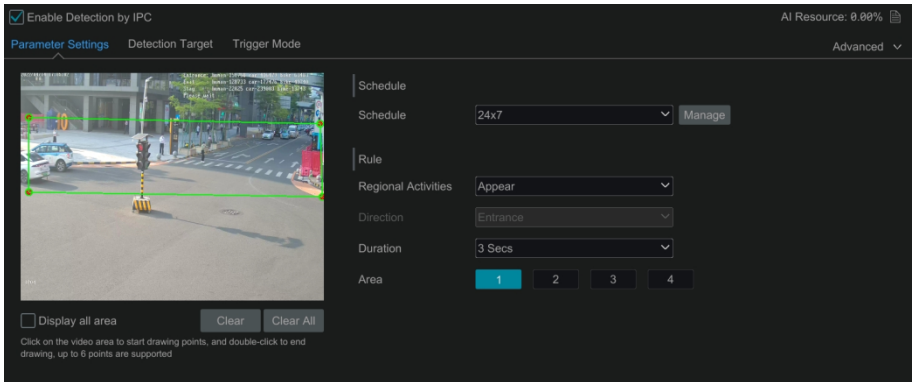 Enable Detection by IPC
AI Resource: 0.00%
Parameter Settings
Detection Target
Trigger Mode
Advanced
Schedule
Schedule
24x7
Manage
Rule
Regional Activities
Appear
Direction
Entrance
Duration
3 Secs
Area
1 2 3 4
Display all area
Clear
Clear All
Click on the video area to start drawing points, and double-click to end
drawing, up to 6 points are supported